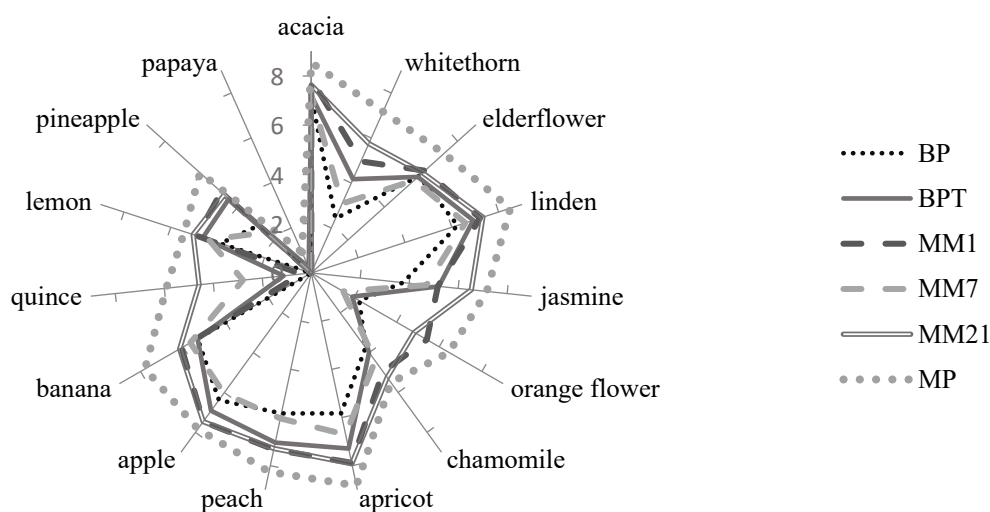 acacia
papaya
whitethorn
8
pineapple
elderflower
6
BP
4
BPT
lemon
linden
2
MM1
quince
jasmine
MM7
MM21
banana
orange flower
MP
apple
chamomile
peach
apricot